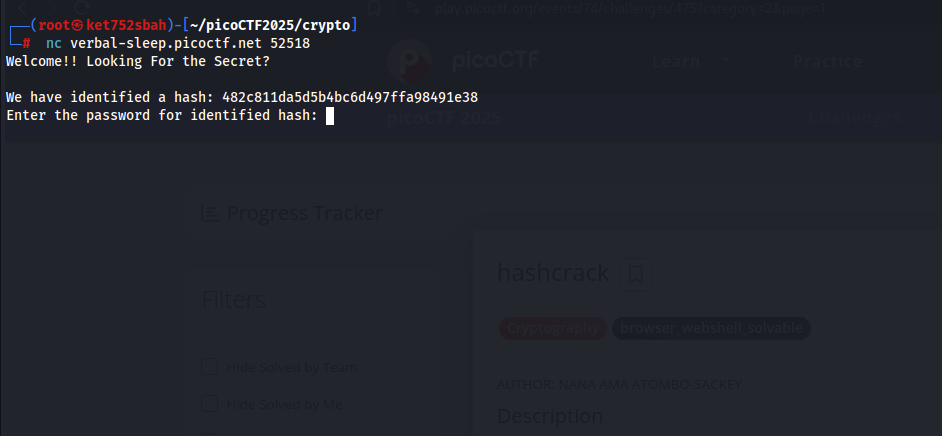 play.picoctf.org/events/74/challenges/475?category=2&page=1
┌──(root㉿ket752sbah)-[~/picoCTF2025/crypto]
└─# nc verbal-sleep.picoctf.net 52518
Welcome!! Looking For the Secret?
picoCTF
Learn
Practice
We have identified a hash: 482c811da5d5b4bc6d497ffa98491e38
Enter the password for identified hash:
picoCTF 2025
Challenges
Progress Tracker
hashcrack
Filters
Cryptography
browser_webshell_solvable
Hide Solved by Team
AUTHOR: NANA AMA ATOMBO-SACKEY
Hide Solved by Me
Description